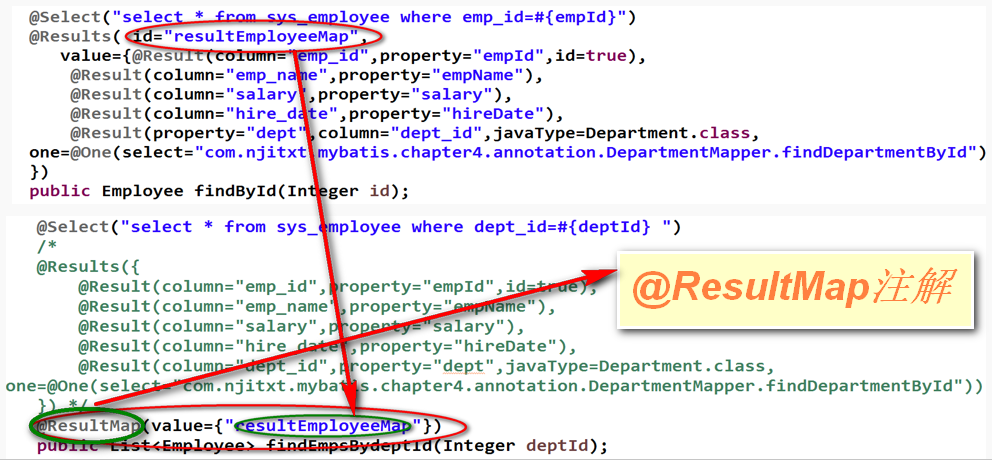 @Select("select * from sys_employee where emp_id=#{empId}")
@Results( id="resultEmployeeMap",
value={@Result(column="emp_id",property="empId",id=true),
@Result(column="emp_name",property="empName"),
@Result(column="salary",property="salary"),
@Result(column="hire_date",property="hireDate"),
@Result(property="dept",column="dept_id",javaType=Department.class,
one=@One(select="com.njitxt.mybatis.chapter4.annotation.DepartmentMapper.findDepartmentById")
})
public Employee findById(Integer id);
@Select("select * from sys_employee where dept_id=#{deptId} ")
/*
@Results({
@Result(column="emp_id",property="empId",id=true),
@Result(column="emp_name",property="empName"),
@Result(column="salary",property="salary"),
@Result(column="hire_date",property="hireDate"),
@Result(column="dept_id",property="dept",javaType=Department.class,
one=@One(select="com.njitxt.mybatis.chapter4.annotation.DepartmentMapper.findDepartmentById"))
}) */
@ResultMap(value={"resultEmployeeMap"})
public List<Employee> findEmpsBydeptId(Integer deptId);
@ResultMap注解